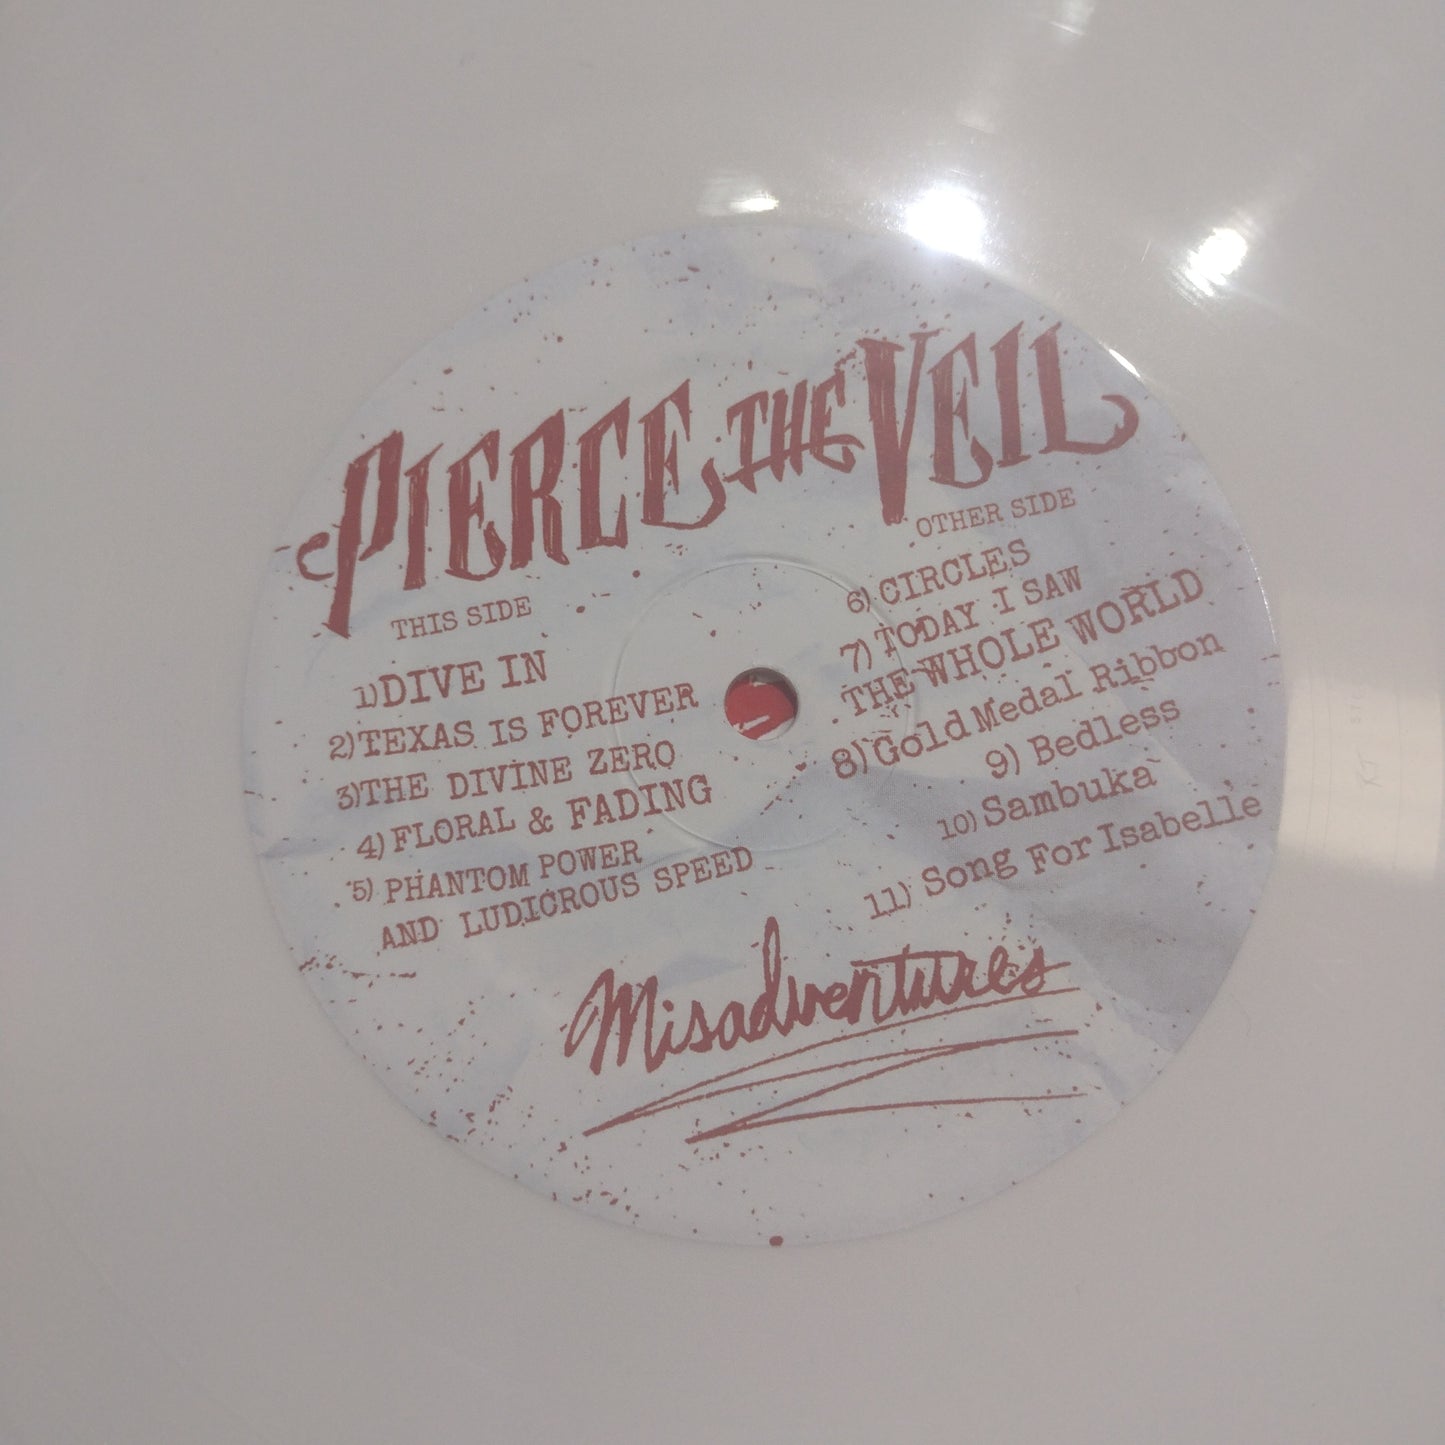 PIERCE THE VEIL
THIS SIDE
1) DIVE IN
2) TEXAS IS FOREVER
3) THE DIVINE ZERO
4) FLORAL & FADING
5) PHANTOM POWER
AND LUDICROUS SPEED
OTHER SIDE
6) CIRCLES
7) TODAY I SAW
THE WHOLE WORLD
8) Gold Medal Ribbon
9) Bedless
10) Sambuka
11) Song For Isabelle
Misadventures